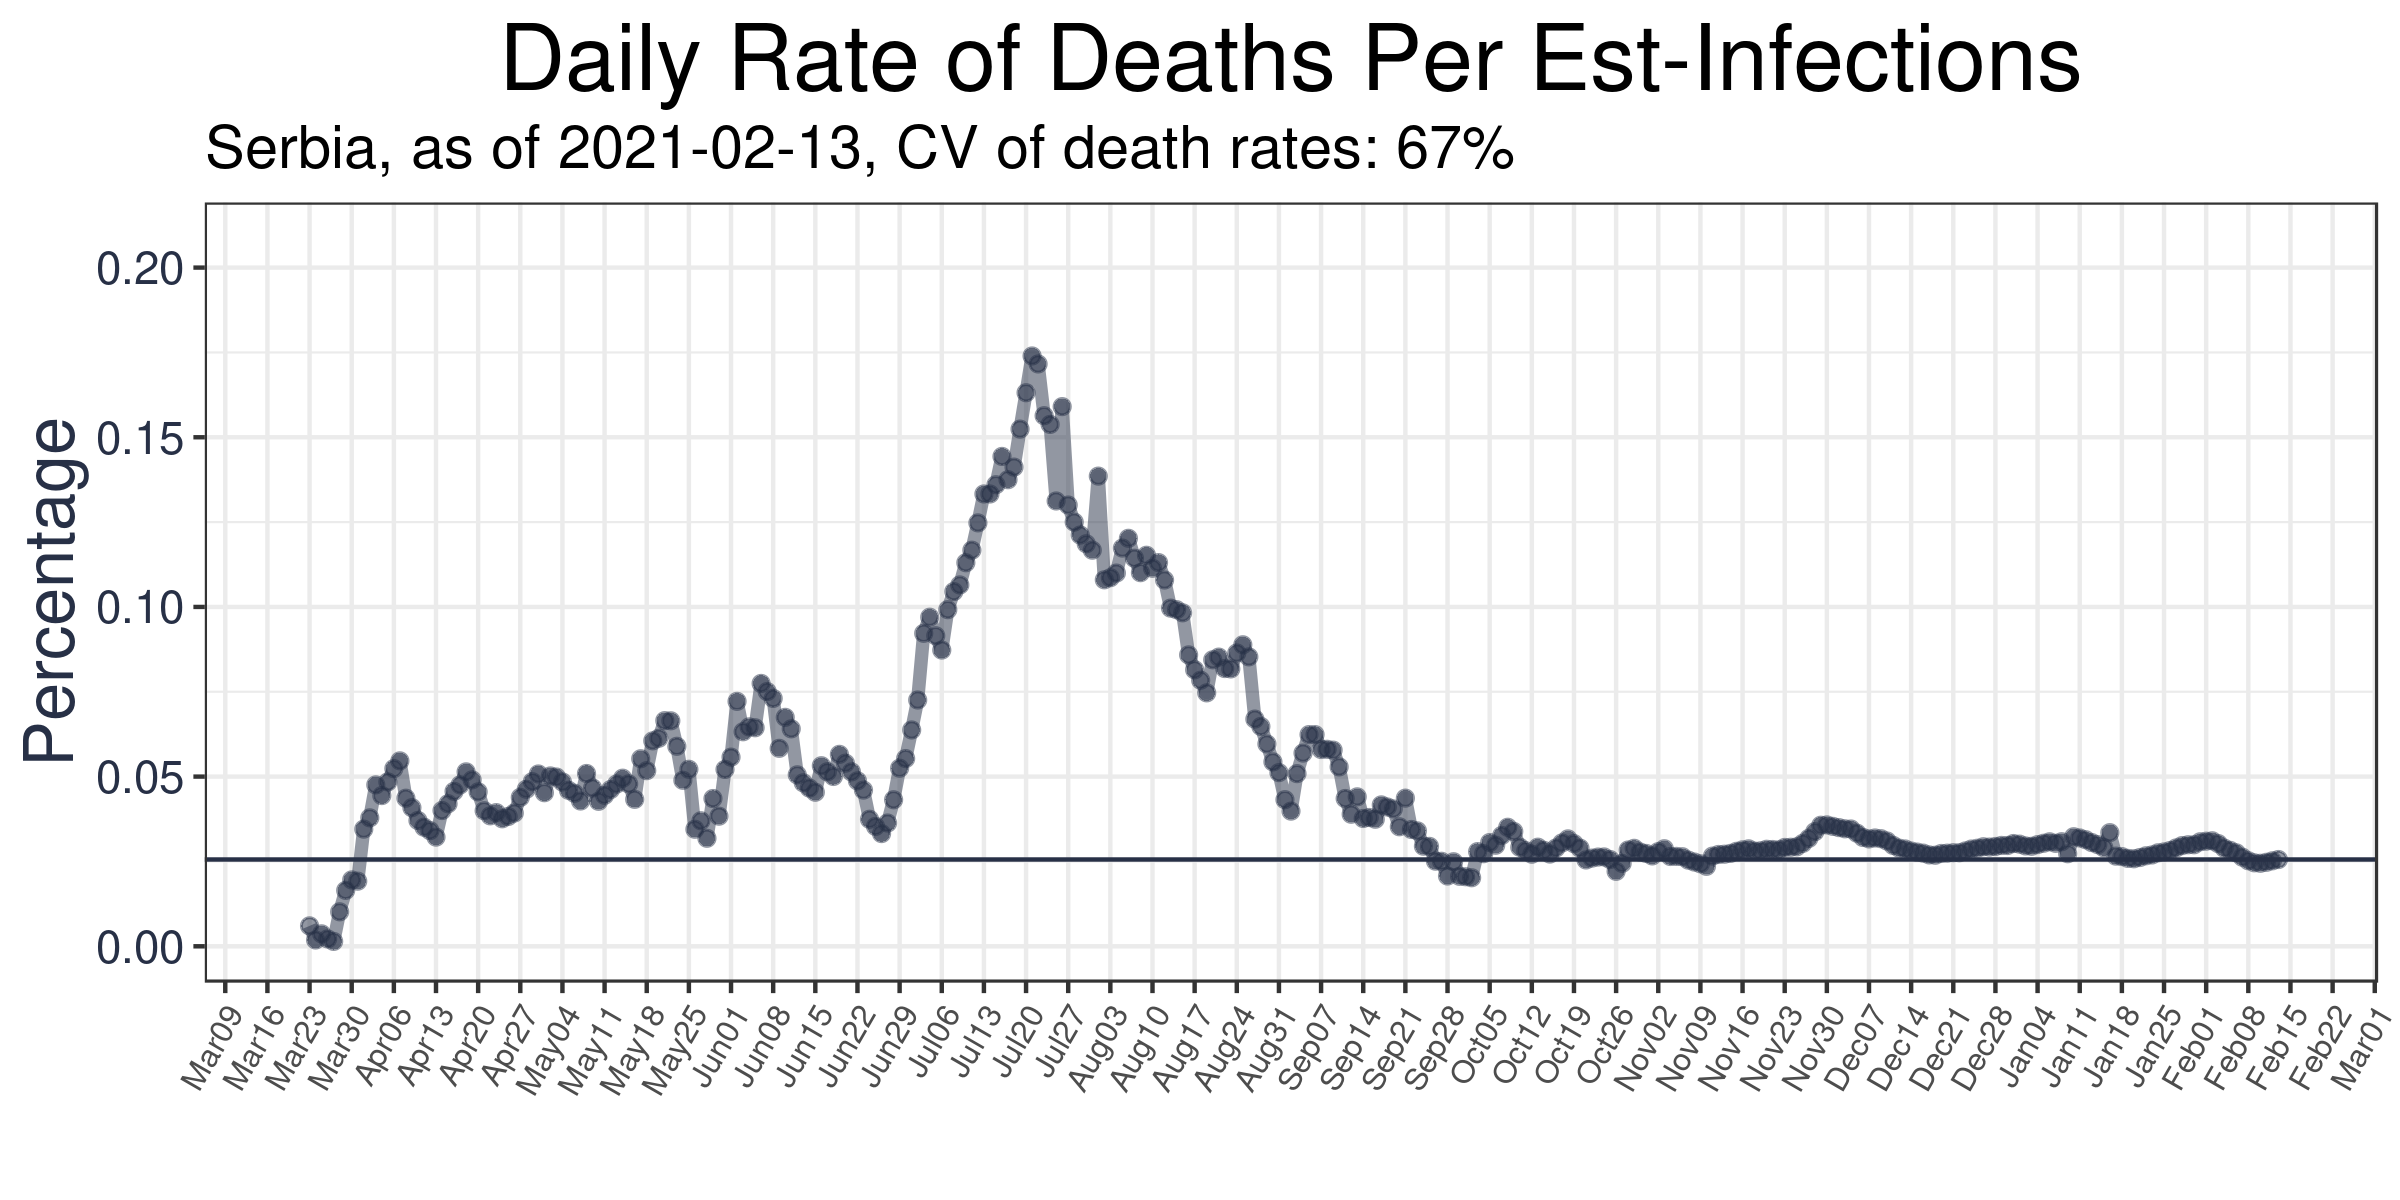 Daily Rate of Deaths Per Est-Infections
Serbia, as of 2021-02-13, CV of death rates: 67%
Percentage
0.20
0.15
0.10
0.05
0.00
Mar09
Mar16
Mar23
Mar30
Apr06
Apr13
Apr20
Apr27
May04
May11
May18
May25
Jun01
Jun08
Jun15
Jun22
Jun29
Jul06
Jul13
Jul20
Jul27
Aug03
Aug10
Aug17
Aug24
Aug31
Sep07
Sep14
Sep21
Sep28
Oct05
Oct12
Oct19
Oct26
Nov02
Nov09
Nov16
Nov23
Nov30
Dec07
Dec14
Dec21
Dec28
Jan04
Jan11
Jan18
Jan25
Feb01
Feb08
Feb15
Feb22
Mar01